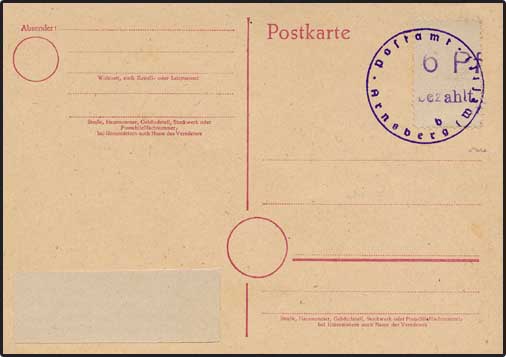 Absender:
Wohnort, auch Zustell- oder Leitpostamt
Straße, Hausnummer, Gebäudeteil, Stockwerk oder
Postschließfachnummer,
bei Untermietern auch Name des Vermieters
Postkarte
Postamt
Arnsberg (Westf)
6 Pf
bezahlt
b
Straße, Hausnummer, Gebäudeteil, Stockwerk oder Postschließfachnummer,
bei Untermietern auch Name des Vermieters